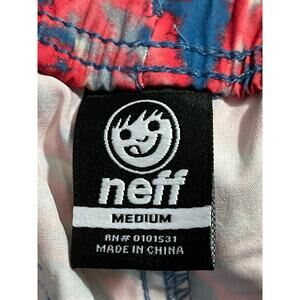 neff
MEDIUM
RN# 0101531
MADE IN CHINA